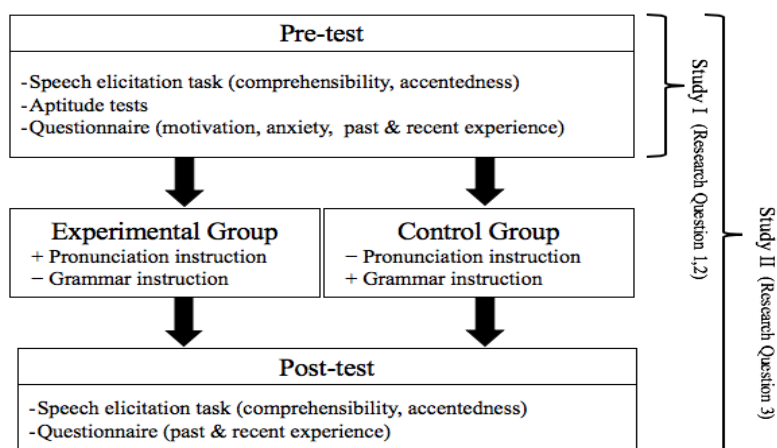 Pre-test
-Speech elicitation task (comprehensibility, accentedness)
-Aptitude tests
-Questionnaire (motivation, anxiety, past & recent experience)
Experimental Group
+ Pronunciation instruction
− Grammar instruction
Control Group
− Pronunciation instruction
+ Grammar instruction
Post-test
-Speech elicitation task (comprehensibility, accentedness)
-Questionnaire (past & recent experience)
Study I (Research Question 1,2)
Study II (Research Question 3)